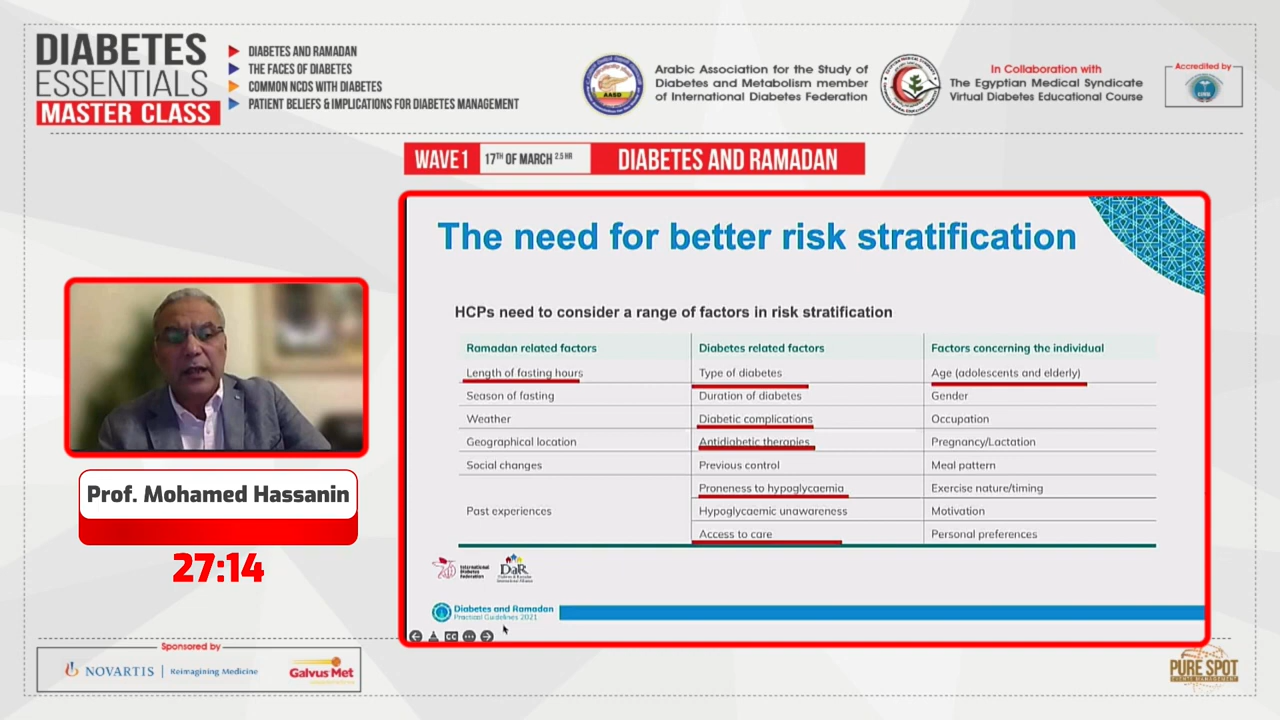 DIABETES
ESSENTIALS
MASTER CLASS
DIABETES AND RAMADAN
THE FACES OF DIABETES
COMMON NCDS WITH DIABETES
PATIENT BELIEFS & IMPLICATIONS FOR DIABETES MANAGEMENT
AASD
Arabic Association for the Study of
Diabetes and Metabolism member
of International Diabetes Federation
In Collaboration with
The Egyptian Medical Syndicate
Virtual Diabetes Educational Course
Accredited by
WAVE1 17TH OF MARCH 2.5 HR DIABETES AND RAMADAN
The need for better risk stratification
HCPs need to consider a range of factors in risk stratification
Ramadan related factors Diabetes related factors Factors concerning the individual
Length of fasting hours Type of diabetes Age (adolescents and elderly)
Season of fasting Duration of diabetes Gender
Weather Diabetic complications Occupation
Geographical location Antidiabetic therapies Pregnancy/Lactation
Social changes Previous control Meal pattern
Proneness to hypoglycaemia Exercise nature/timing
Past experiences Hypoglycaemic unawareness Motivation
Access to care Personal preferences
International
Diabetes
Federation
DaR
Diabetes and Ramadan
Practical Guidelines 2021
CC
Prof. Mohamed Hassanin
27:14
Sponsored by
NOVARTIS | Reimagining Medicine
Galvus Met
PURE SPOT
EVENTS MANAGEMENT